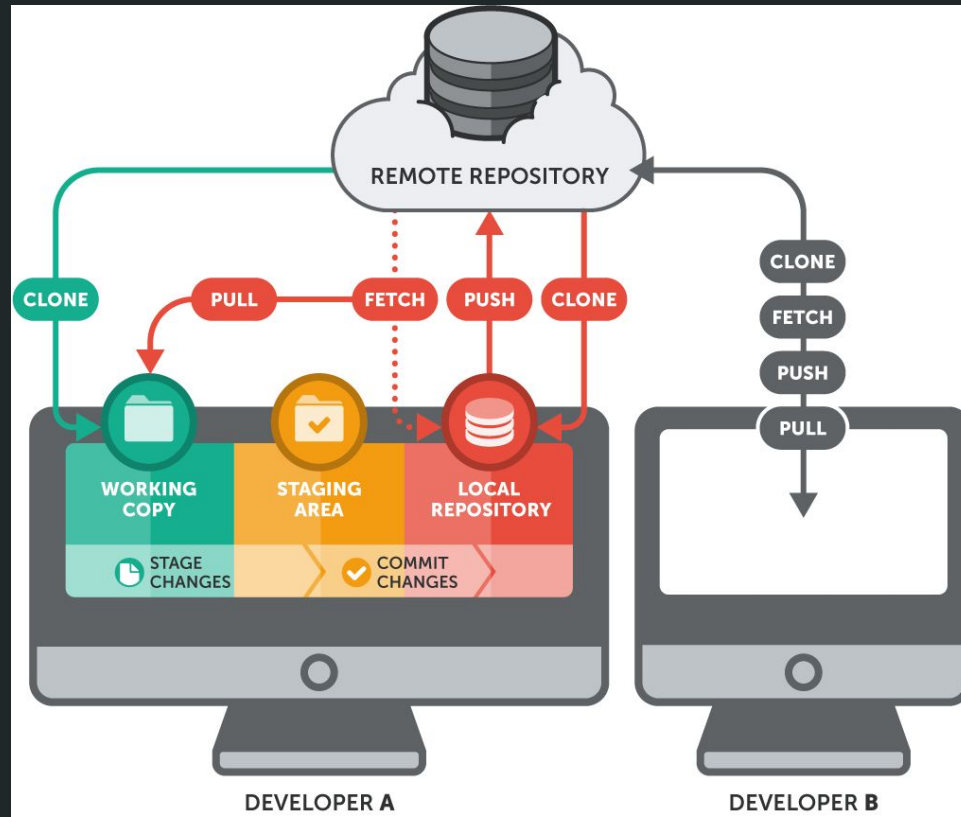 REMOTE REPOSITORY
CLONE
PULL
FETCH
PUSH
CLONE
CLONE
FETCH
PUSH
PULL
WORKING
COPY
STAGING
AREA
LOCAL
REPOSITORY
STAGE
CHANGES
COMMIT
CHANGES
DEVELOPER A
DEVELOPER B